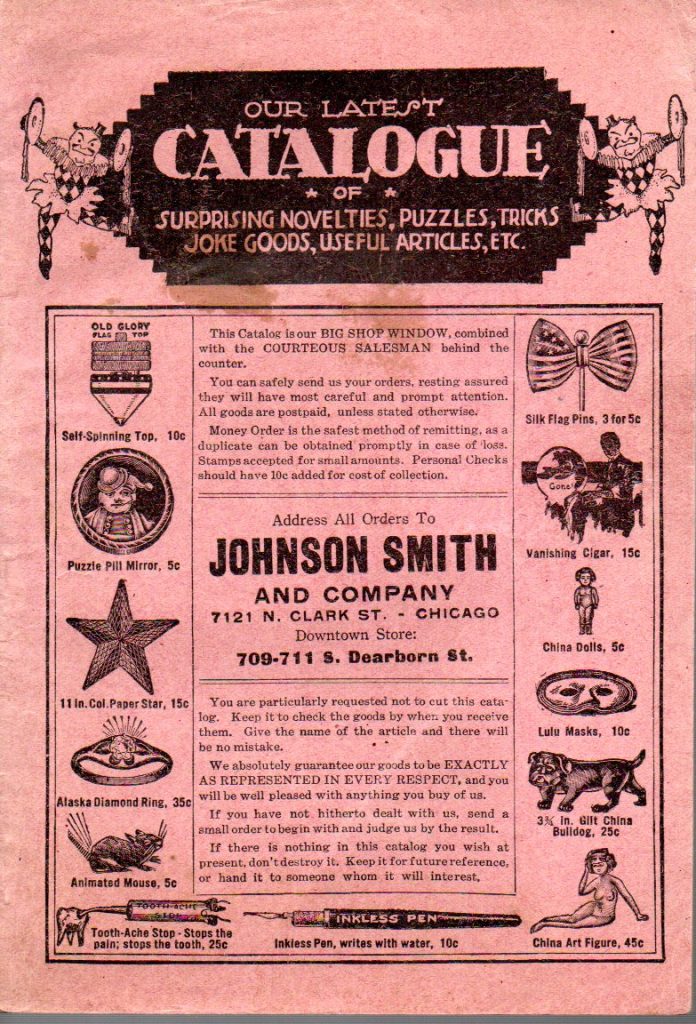 OUR LATEST
CATALOGUE
* OF *
SURPRISING NOVELTIES, PUZZLES, TRICKS
JOKE GOODS, USEFUL ARTICLES, ETC.
OLD GLORY
FLAG TOP
Self-Spinning Top, 10c
Puzzle Pill Mirror, 5c
11 in. Col. Paper Star, 15c
Alaska Diamond Ring, 35c
Animated Mouse, 5c
This Catalog is our BIG SHOP WINDOW, combined
with the COURTEOUS SALESMAN behind the
counter.
You can safely send us your orders, resting assured
they will have most careful and prompt attention.
All goods are postpaid, unless stated otherwise.
Money Order is the safest method of remitting, as a
duplicate can be obtained promptly in case of loss.
Stamps accepted for small amounts. Personal Checks
should have 10c added for cost of collection.
Address All Orders To
JOHNSON SMITH
AND COMPANY
7121 N. CLARK ST. - CHICAGO
Downtown Store:
709-711 S. Dearborn St.
You are particularly requested not to cut this cata-
log. Keep it to check the goods by when you receive
them. Give the name of the article and there will
be no mistake.
We absolutely guarantee our goods to be EXACTLY
AS REPRESENTED IN EVERY RESPECT, and you
will be well pleased with anything you buy of us.
If you have not hitherto dealt with us, send a
small order to begin with and judge us by the result.
If there is nothing in this catalog you wish at
present, don't destroy it. Keep it for future reference,
or hand it to someone whom it will interest.
Silk Flag Pins, 3 for 5c
Gone!
Vanishing Cigar, 15c
China Dolls, 5c
Lulu Masks, 10c
3¾ in. Gilt China
Bulldog, 25c
China Art Figure, 45c
TOOTH-ACHE
STOP
Tooth-Ache Stop - Stops the
pain; stops the tooth, 25c
INKLESS PEN
Inkless Pen, writes with water, 10c